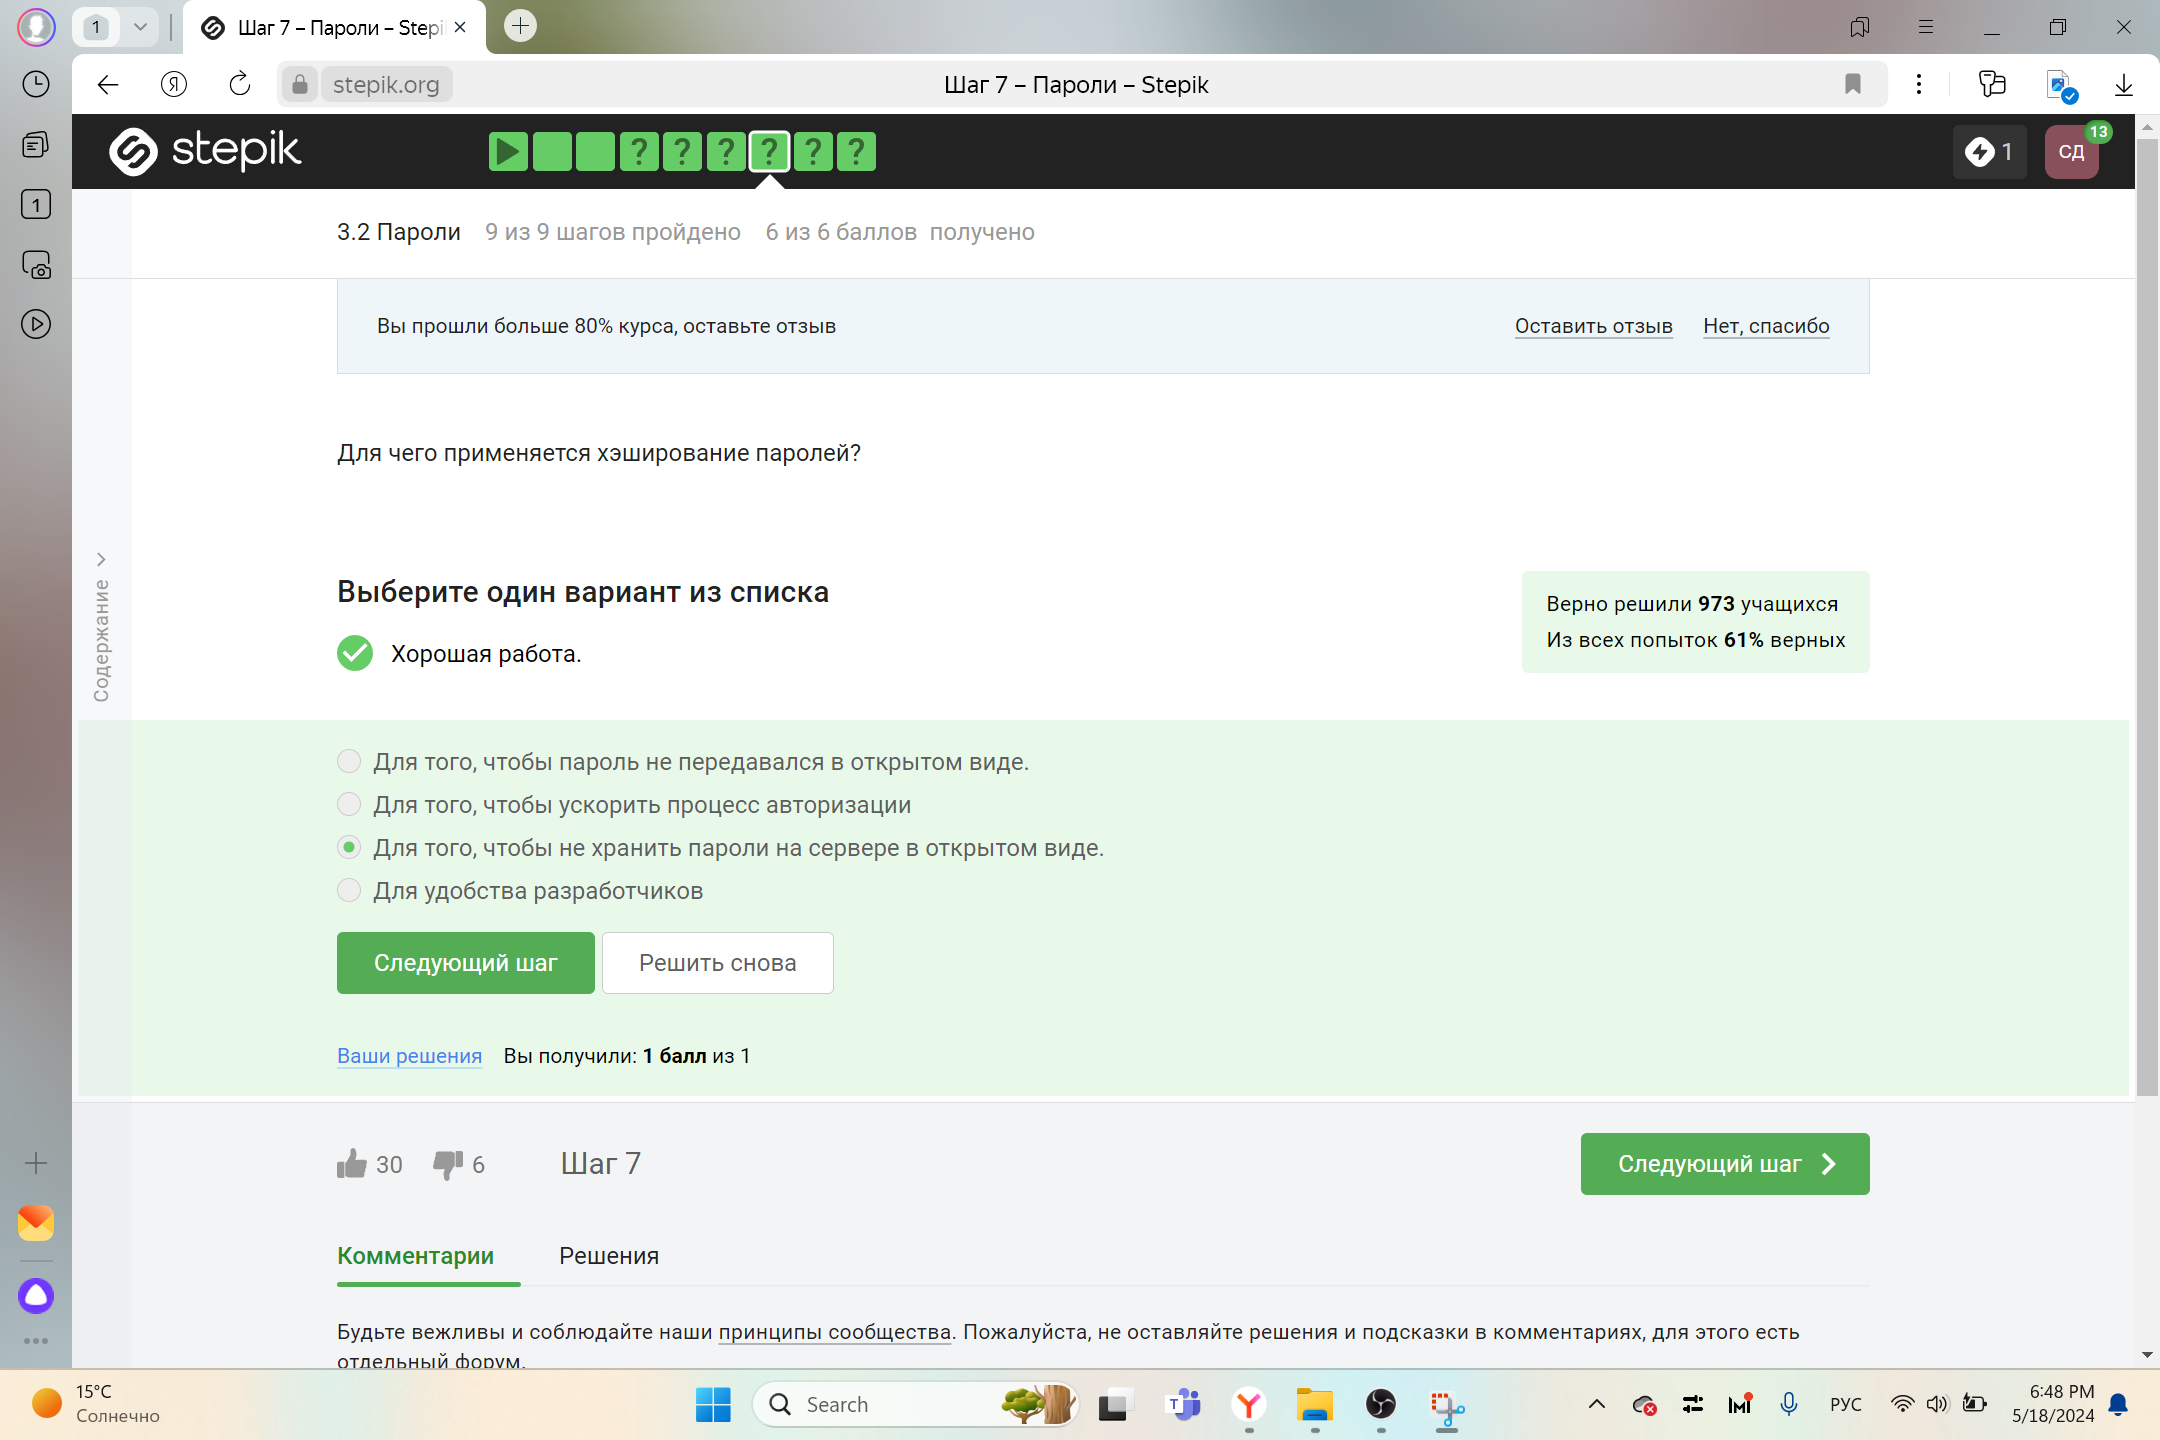 1
Шаг 7 – Пароли – Stepi
stepik.org
Шаг 7 – Пароли – Stepik
1
stepik
? ? ? ? ? ?
1
СД
13
3.2 Пароли 9 из 9 шагов пройдено 6 из 6 баллов получено
Вы прошли больше 80% курса, оставьте отзыв
Оставить отзыв Нет, спасибо
Для чего применяется хэширование паролей?
Содержание
Выберите один вариант из списка
Верно решили 973 учащихся
Из всех попыток 61% верных
Хорошая работа.
Для того, чтобы пароль не передавался в открытом виде.
Для того, чтобы ускорить процесс авторизации
Для того, чтобы не хранить пароли на сервере в открытом виде.
Для удобства разработчиков
Следующий шаг Решить снова
Ваши решения Вы получили: 1 балл из 1
30 6 Шаг 7 Следующий шаг
Комментарии Решения
Будьте вежливы и соблюдайте наши принципы сообщества. Пожалуйста, не оставляйте решения и подсказки в комментариях, для этого есть
отдельный форум.
15°C
Солнечно
Search
РУС
6:48 PM
5/18/2024